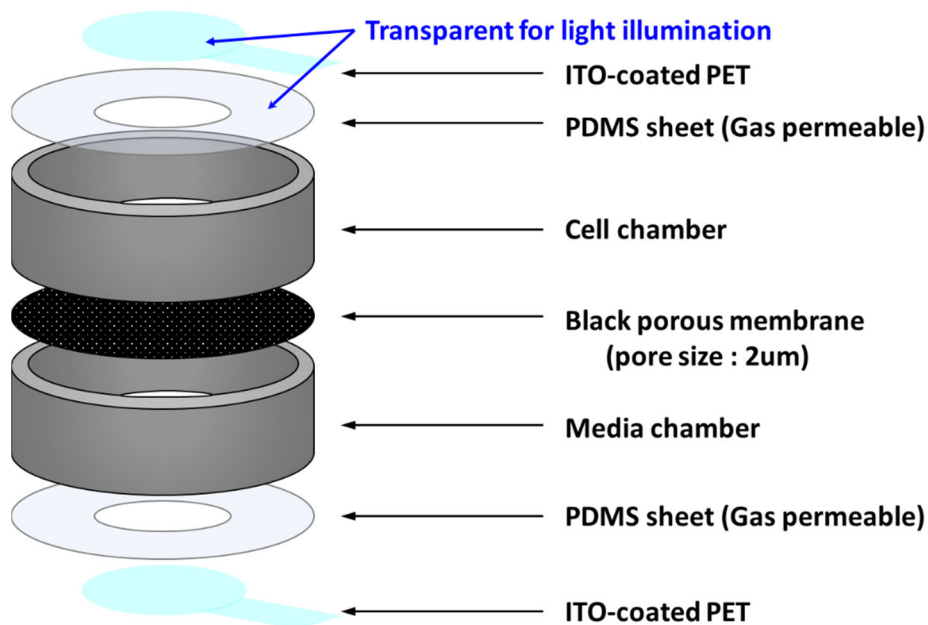 Transparent for light illumination
ITO-coated PET
PDMS sheet (Gas permeable)
Cell chamber
Black porous membrane
(pore size : 2um)
Media chamber
PDMS sheet (Gas permeable)
ITO-coated PET